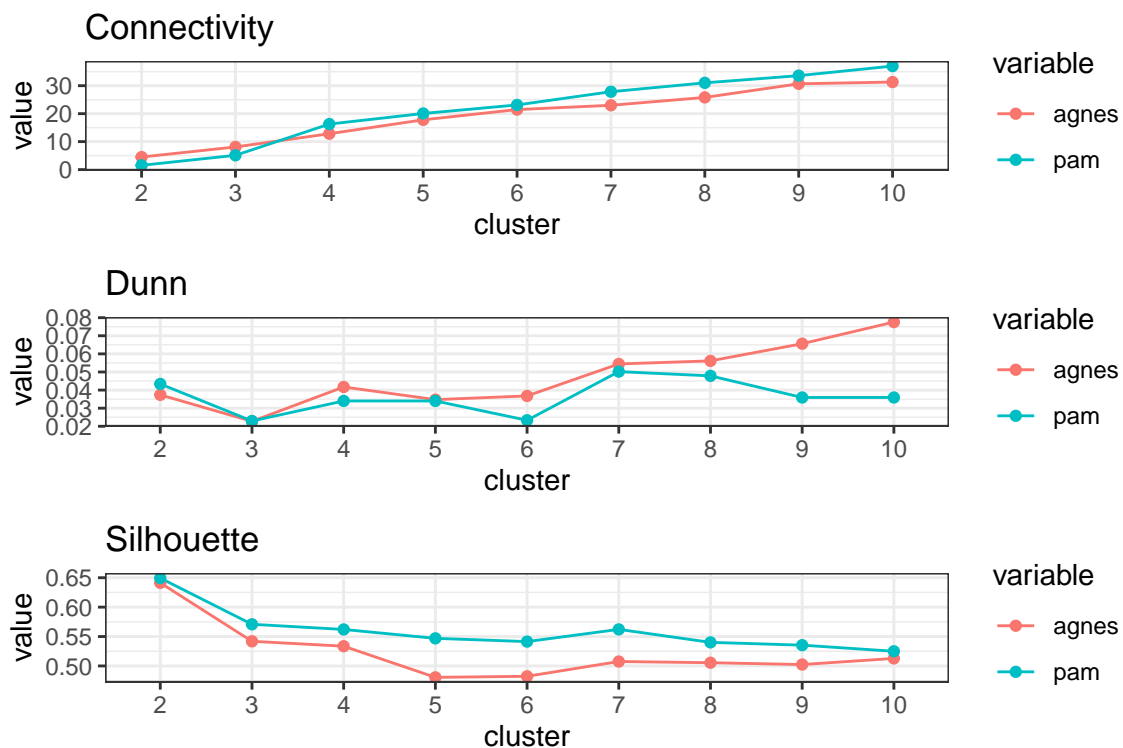 Connectivity
value
30
20
10
0
2 3 4 5 6 7 8 9 10
cluster
variable
agnes
pam
Dunn
value
0.08
0.07
0.06
0.05
0.04
0.03
0.02
2 3 4 5 6 7 8 9 10
cluster
variable
agnes
pam
Silhouette
value
0.65
0.60
0.55
0.50
2 3 4 5 6 7 8 9 10
cluster
variable
agnes
pam